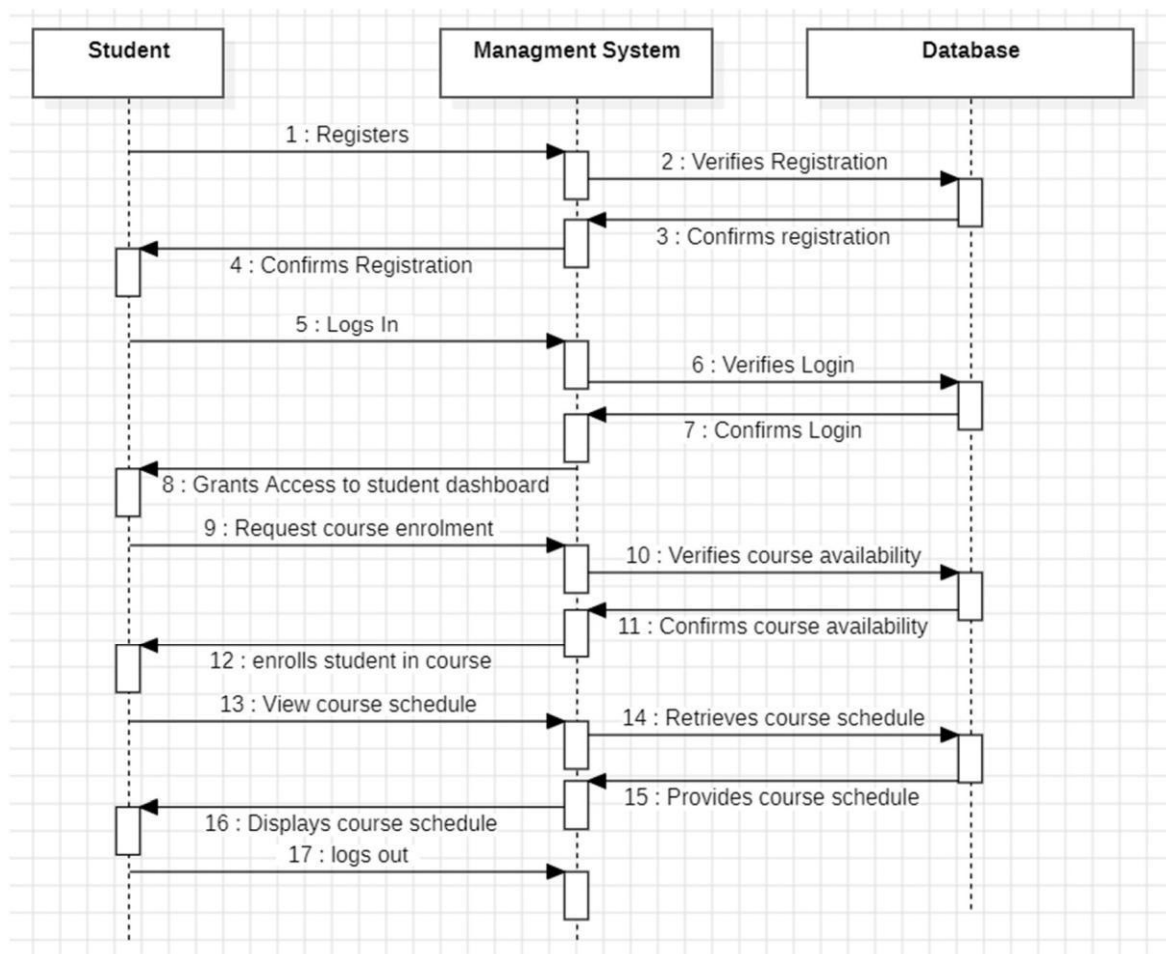 Student
Managment System
Database
1 : Registers
2 : Verifies Registration
3 : Confirms registration
4 : Confirms Registration
5 : Logs In
6 : Verifies Login
7 : Confirms Login
8 : Grants Access to student dashboard
9 : Request course enrolment
10 : Verifies course availability
11 : Confirms course availability
12 : enrolls student in course
13 : View course schedule
14 : Retrieves course schedule
15 : Provides course schedule
16 : Displays course schedule
17 : logs out